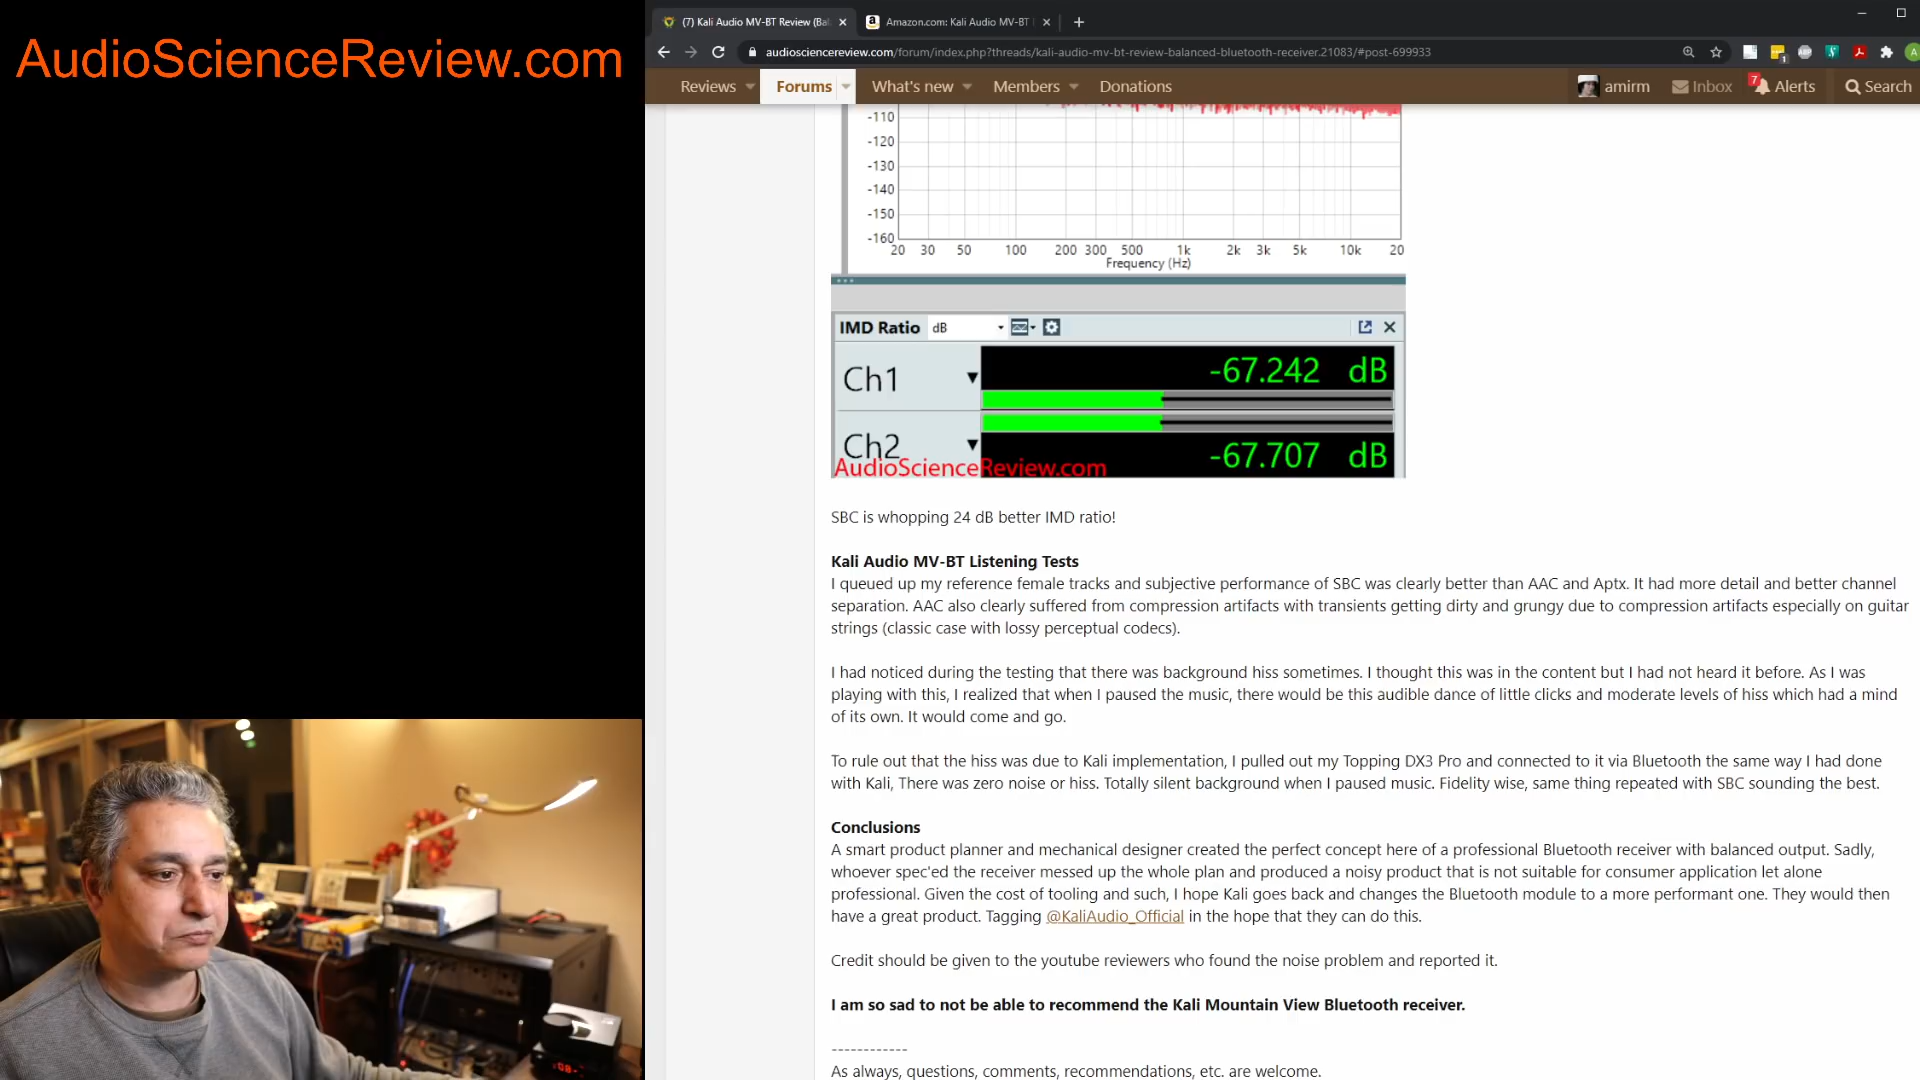 AudioScienceReview.com
(7) Kali Audio MV-BT Review (Bal
Amazon.com: Kali Audio MV-BT
audiosciencereview.com/forum/index.php?threads/kali-audio-mv-bt-review-balanced-bluetooth-receiver.21083/#post-699933
Reviews Forums What's new Members Donations amirm Inbox 7 Alerts Search
-110
-120
-130
-140
-150
-160
20 30 50 100 200 300 500 1k 2k 3k 5k 10k 20
Frequency (Hz)
IMD Ratio dB
Ch1 -67.242 dB
Ch2 -67.707 dB
AudioScienceReview.com
SBC is whopping 24 dB better IMD ratio!
Kali Audio MV-BT Listening Tests
I queued up my reference female tracks and subjective performance of SBC was clearly better than AAC and Aptx. It had more detail and better channel
separation. AAC also clearly suffered from compression artifacts with transients getting dirty and grungy due to compression artifacts especially on guitar
strings (classic case with lossy perceptual codecs).
I had noticed during the testing that there was background hiss sometimes. I thought this was in the content but I had not heard it before. As I was
playing with this, I realized that when I paused the music, there would be this audible dance of little clicks and moderate levels of hiss which had a mind
of its own. It would come and go.
To rule out that the hiss was due to Kali implementation, I pulled out my Topping DX3 Pro and connected to it via Bluetooth the same way I had done
with Kali, There was zero noise or hiss. Totally silent background when I paused music. Fidelity wise, same thing repeated with SBC sounding the best.
Conclusions
A smart product planner and mechanical designer created the perfect concept here of a professional Bluetooth receiver with balanced output. Sadly,
whoever spec'ed the receiver messed up the whole plan and produced a noisy product that is not suitable for consumer application let alone
professional. Given the cost of tooling and such, I hope Kali goes back and changes the Bluetooth module to a more performant one. They would then
have a great product. Tagging @KaliAudio_Official in the hope that they can do this.
Credit should be given to the youtube reviewers who found the noise problem and reported it.
I am so sad to not be able to recommend the Kali Mountain View Bluetooth receiver.
------------
As always, questions, comments, recommendations, etc. are welcome.